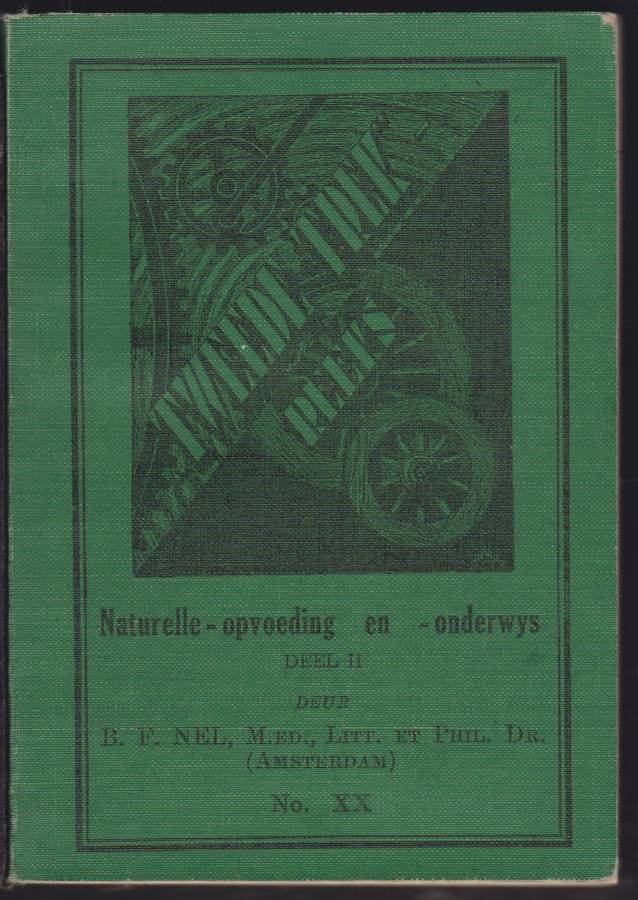 TWEEDE TREK
REEKS
Naturelle-opvoeding en -onderwys
DEEL II
DEUR
B. F. NEL, M.ED., LITT. ET PHIL. DR.
(AMSTERDAM)
No. XX